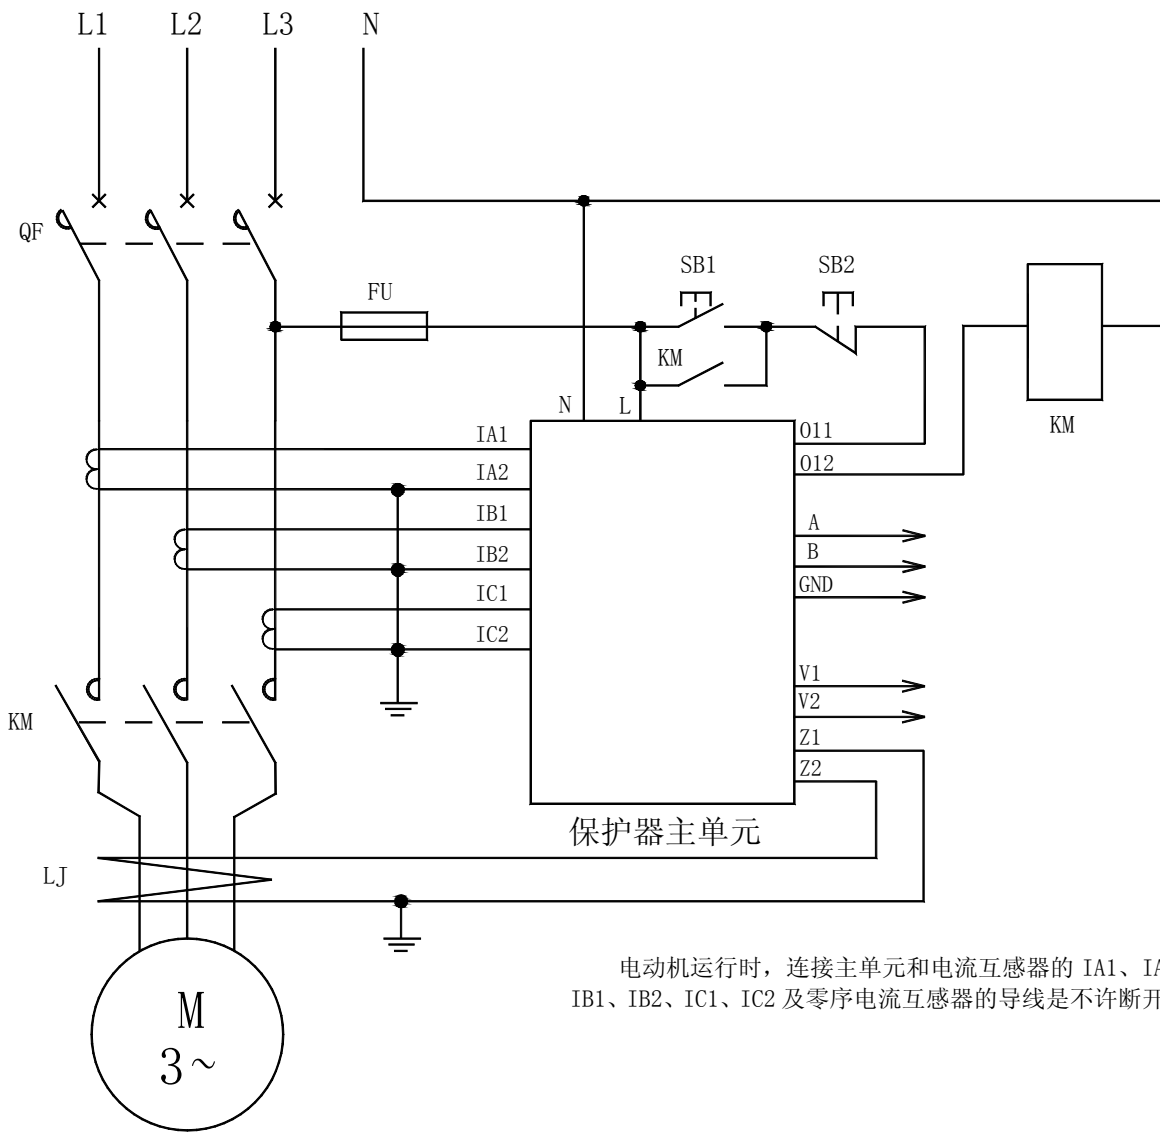 L1 L2 L3 N
QF
SB1 SB2
FU
KM
N L
KM
IA1
O11
IA2
O12
IB1
A
IB2
B
IC1
GND
IC2
V1
V2
KM
Z1
Z2
保护器主单元
LJ
电动机运行时，连接主单元和电流互感器的 IA1、IA
IB1、IB2、IC1、IC2 及零序电流互感器的导线是不许断开
M
3~